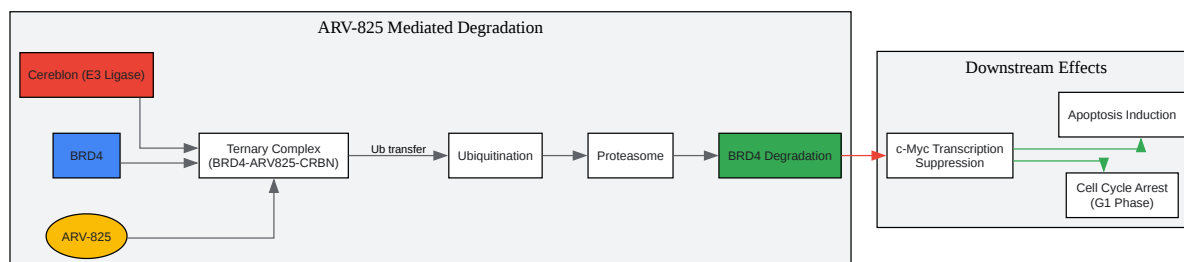 ARV-825 Mediated Degradation
Cereblon (E3 Ligase)
BRD4
ARV-825
Ternary Complex
(BRD4-ARV825-CRBN)
Ub transfer
Ubiquitination
Proteasome
BRD4 Degradation
Downstream Effects
c-Myc Transcription
Suppression
Apoptosis Induction
Cell Cycle Arrest
(G1 Phase)